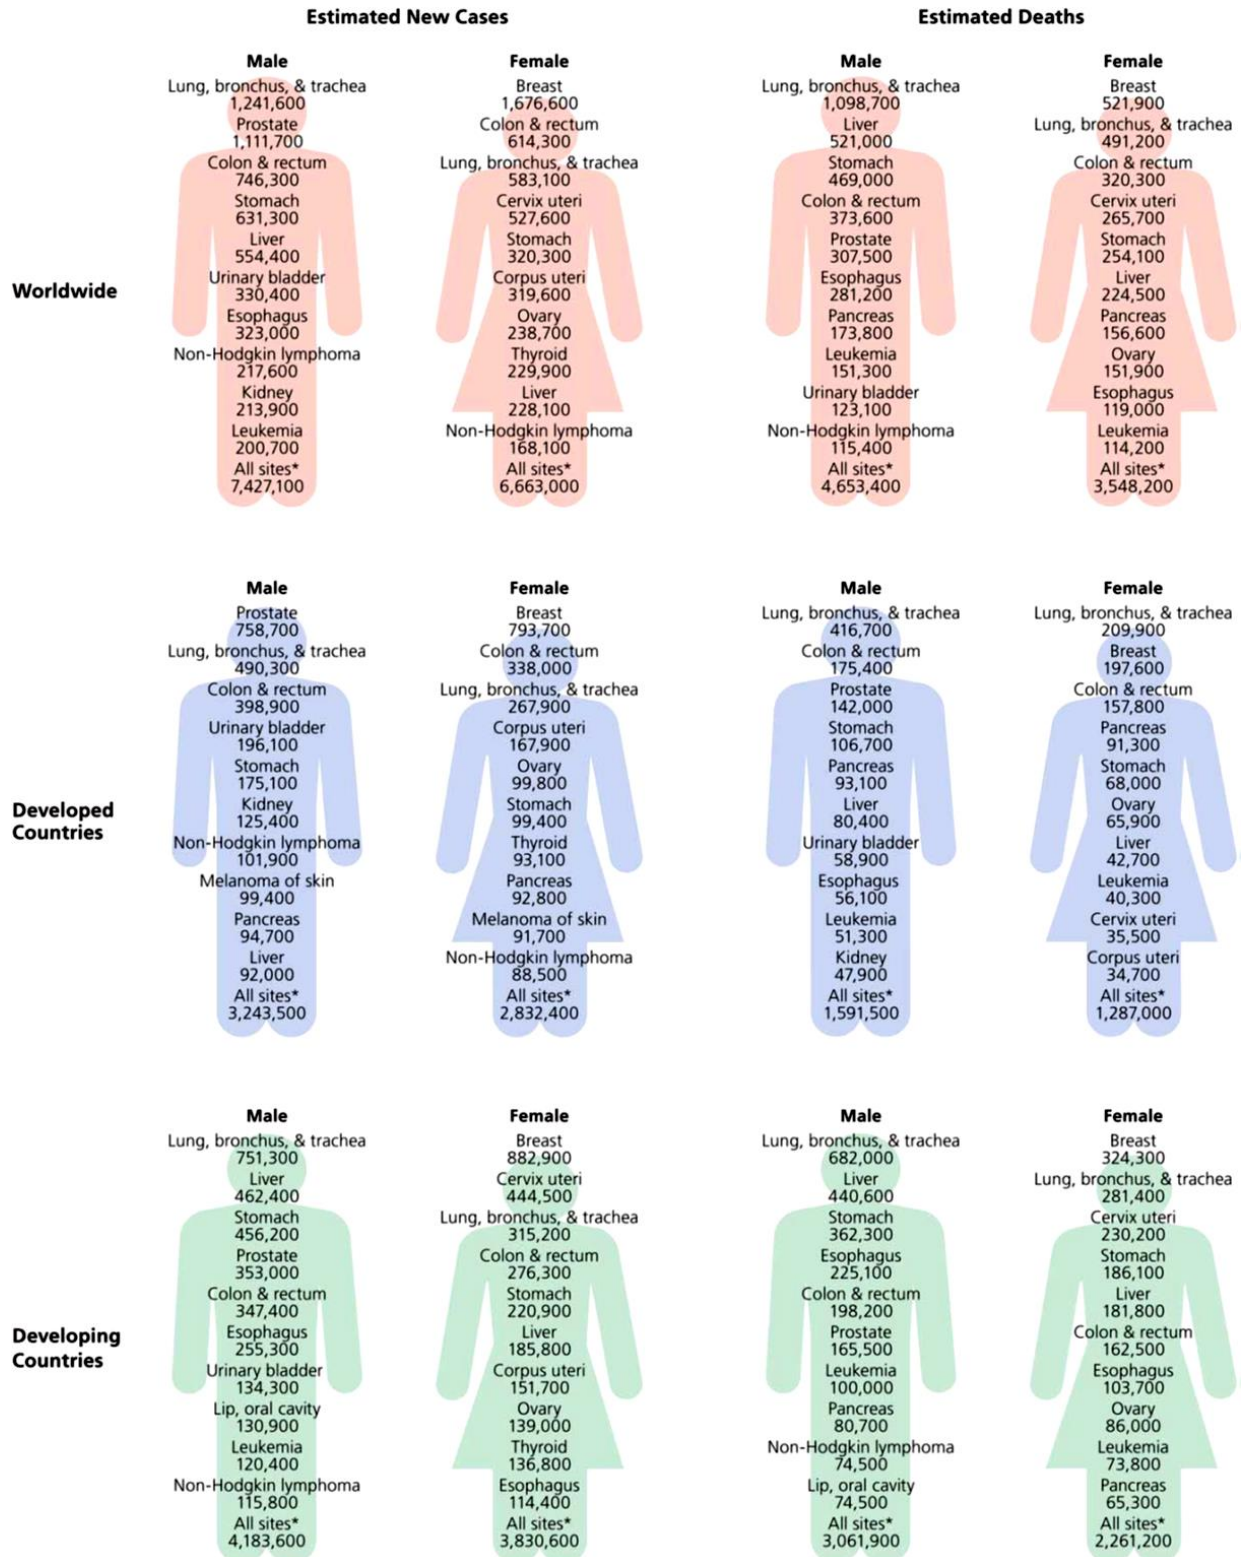 Estimated New Cases
Estimated Deaths
Worldwide
Male
Lung, bronchus, & trachea
1,241,600
Prostate
1,111,700
Colon & rectum
746,300
Stomach
631,300
Liver
554,400
Urinary bladder
330,400
Esophagus
323,000
Non-Hodgkin lymphoma
217,600
Kidney
213,900
Leukemia
200,700
All sites*
7,427,100
Female
Breast
1,676,600
Colon & rectum
614,300
Lung, bronchus, & trachea
583,100
Cervix uteri
527,600
Stomach
320,300
Corpus uteri
319,600
Ovary
238,700
Thyroid
229,900
Liver
228,100
Non-Hodgkin lymphoma
168,100
All sites*
6,663,000
Male
Lung, bronchus, & trachea
1,098,700
Liver
521,000
Stomach
469,000
Colon & rectum
373,600
Prostate
307,500
Esophagus
281,200
Pancreas
173,800
Leukemia
151,300
Urinary bladder
123,100
Non-Hodgkin lymphoma
115,400
All sites*
4,653,400
Female
Breast
521,900
Lung, bronchus, & trachea
491,200
Colon & rectum
320,300
Cervix uteri
265,700
Stomach
254,100
Liver
224,500
Pancreas
156,600
Ovary
151,900
Esophagus
119,000
Leukemia
114,200
All sites*
3,548,200
Developed
Countries
Male
Prostate
758,700
Lung, bronchus, & trachea
490,300
Colon & rectum
398,900
Urinary bladder
196,100
Stomach
175,100
Kidney
125,400
Non-Hodgkin lymphoma
101,900
Melanoma of skin
99,400
Pancreas
94,700
Liver
92,000
All sites*
3,243,500
Female
Breast
793,700
Colon & rectum
338,000
Lung, bronchus, & trachea
267,900
Corpus uteri
167,900
Ovary
99,800
Stomach
99,400
Thyroid
93,100
Pancreas
92,800
Melanoma of skin
91,700
Non-Hodgkin lymphoma
88,500
All sites*
2,832,400
Male
Lung, bronchus, & trachea
416,700
Colon & rectum
175,400
Prostate
142,000
Stomach
106,700
Pancreas
93,100
Liver
80,400
Urinary bladder
58,900
Esophagus
56,100
Leukemia
51,300
Kidney
47,900
All sites*
1,591,500
Female
Lung, bronchus, & trachea
209,900
Breast
197,600
Colon & rectum
157,800
Pancreas
91,300
Stomach
68,000
Ovary
65,900
Liver
42,700
Leukemia
40,300
Cervix uteri
35,500
Corpus uteri
34,700
All sites*
1,287,000
Developing
Countries
Male
Lung, bronchus, & trachea
751,300
Liver
462,400
Stomach
456,200
Prostate
353,000
Colon & rectum
347,400
Esophagus
255,300
Urinary bladder
134,300
Lip, oral cavity
130,900
Leukemia
120,400
Non-Hodgkin lymphoma
115,800
All sites*
4,183,600
Female
Breast
882,900
Cervix uteri
444,500
Lung, bronchus, & trachea
315,200
Colon & rectum
276,300
Stomach
220,900
Liver
185,800
Corpus uteri
151,700
Ovary
139,000
Thyroid
136,800
Esophagus
114,400
All sites*
3,830,600
Male
Lung, bronchus, & trachea
682,000
Liver
440,600
Stomach
362,300
Esophagus
225,100
Colon & rectum
198,200
Prostate
165,500
Leukemia
100,000
Pancreas
80,700
Non-Hodgkin lymphoma
74,500
Lip, oral cavity
74,500
All sites*
3,061,900
Female
Breast
324,300
Lung, bronchus, & trachea
281,400
Cervix uteri
230,200
Stomach
186,100
Liver
181,800
Colon & rectum
162,500
Esophagus
103,700
Ovary
86,000
Leukemia
73,800
Pancreas
65,300
All sites*
2,261,200